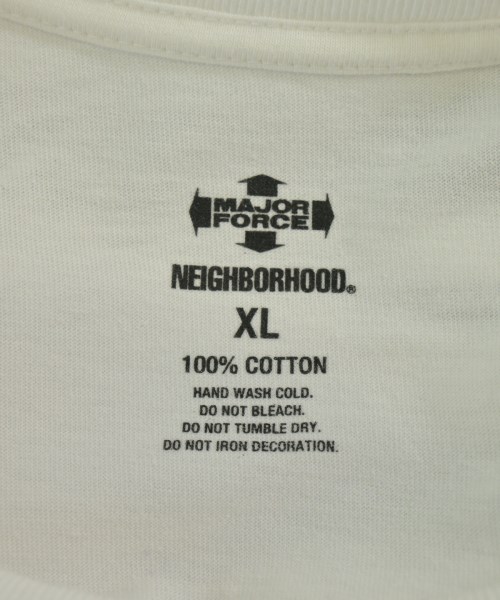 MAJOR
FORCE
NEIGHBORHOOD®
XL
100% COTTON
HAND WASH COLD.
DO NOT BLEACH.
DO NOT TUMBLE DRY.
DO NOT IRON DECORATION.